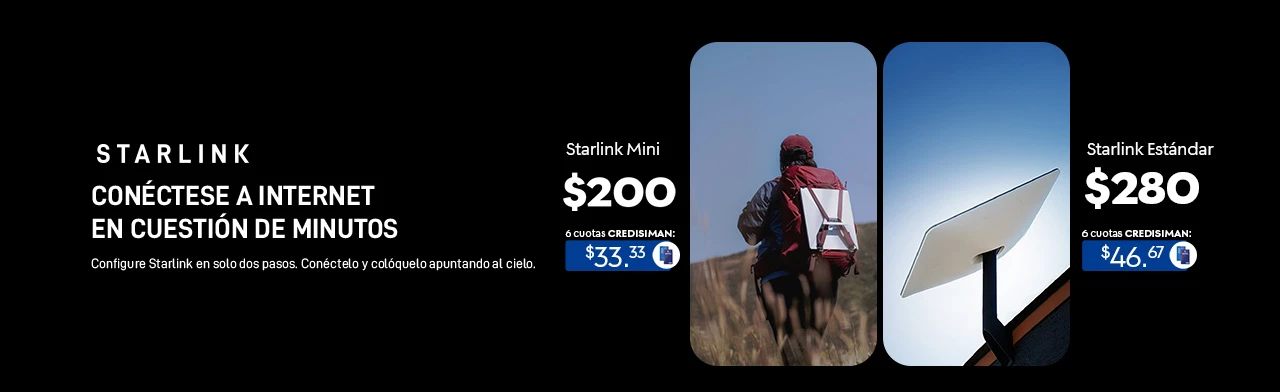 STARLINK
CONÉCTESE A INTERNET
EN CUESTIÓN DE MINUTOS
Configure Starlink en solo dos pasos. Conéctelo y colóquelo apuntando al cielo.
Starlink Mini
$200
6 cuotas CREDISIMAN:
$33.33
Starlink Estándar
$280
6 cuotas CREDISIMAN:
$46.67